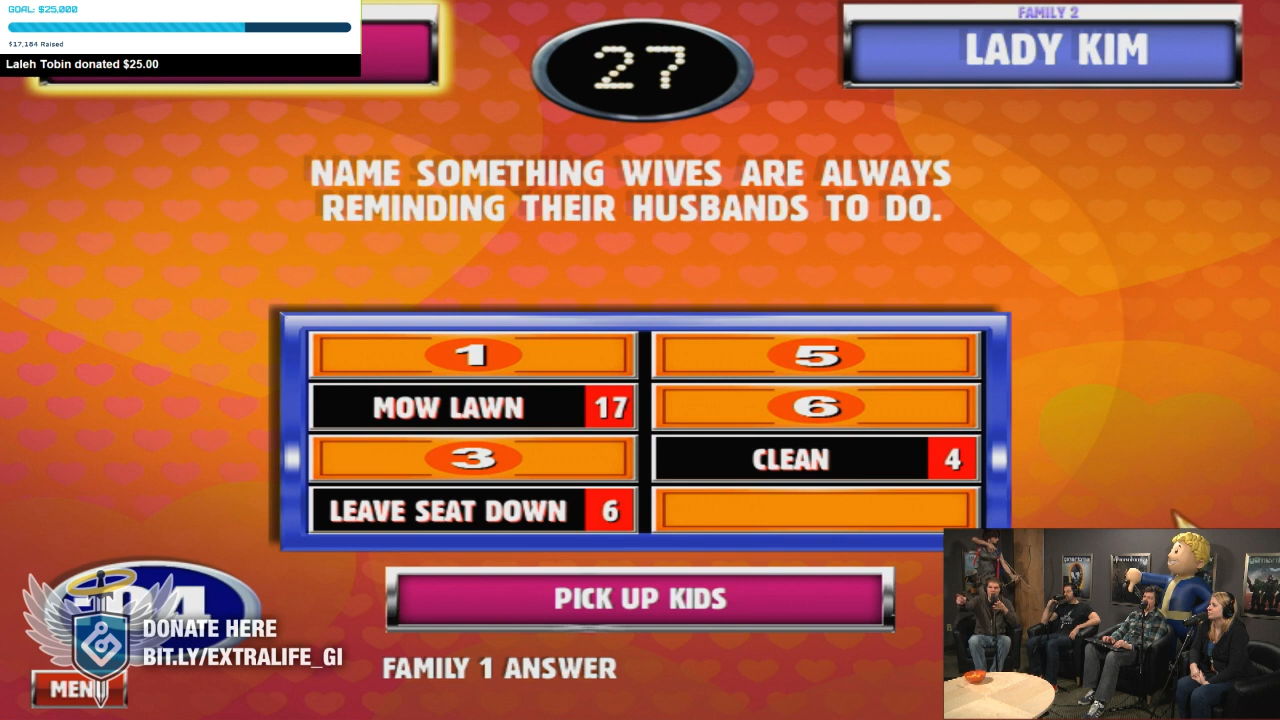 GOAL: $25,000
$17,184 Raised
Laleh Tobin donated $25.00
27
FAMILY 2
LADY KIM
NAME SOMETHING WIVES ARE ALWAYS
REMINDING THEIR HUSBANDS TO DO.
1
5
MOW LAWN 17
6
3
CLEAN 4
LEAVE SEAT DOWN 6
PICK UP KIDS
DONATE HERE
BIT.LY/EXTRALIFE_GI
FAMILY 1 ANSWER
MENU